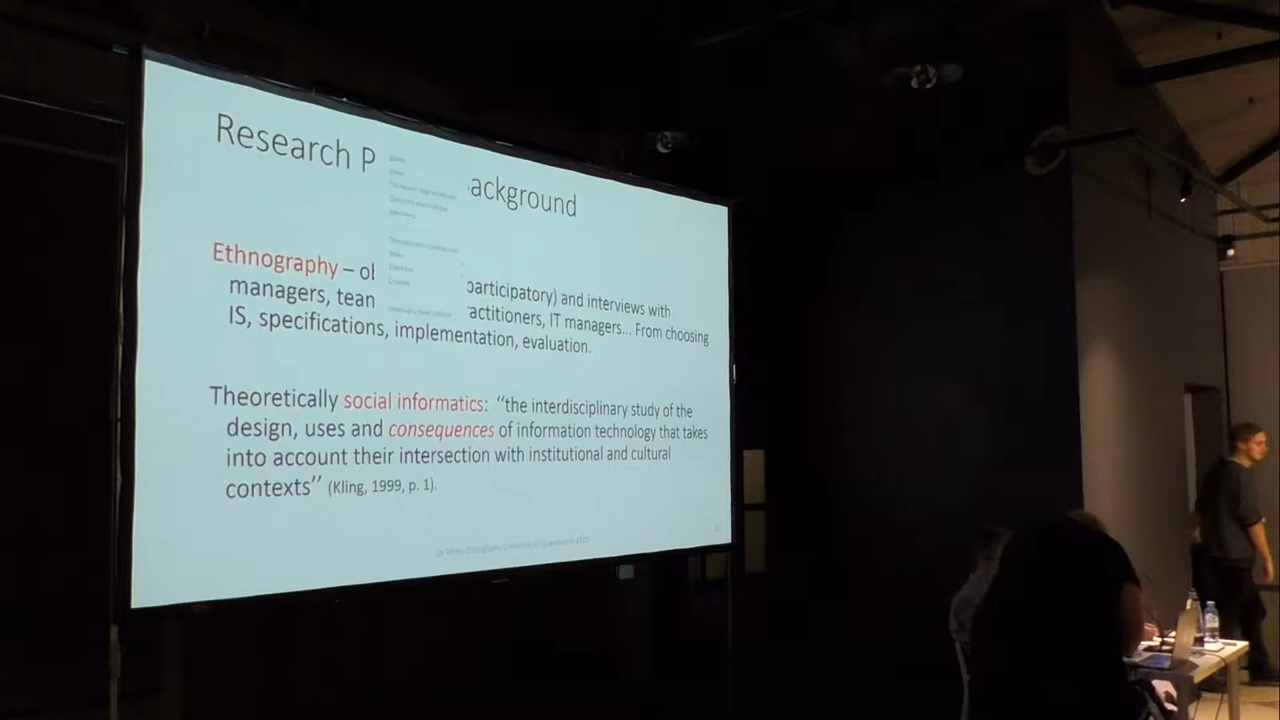 Research P ackground
Ethnography – ol participatory) and interviews with
managers, tean actitioners, IT managers... From choosing
IS, specifications, implementation, evaluation.
Theoretically social informatics: “the interdisciplinary study of the
design, uses and consequences of information technology that takes
into account their intersection with institutional and cultural
contexts” (Kling, 1999, p. 1).